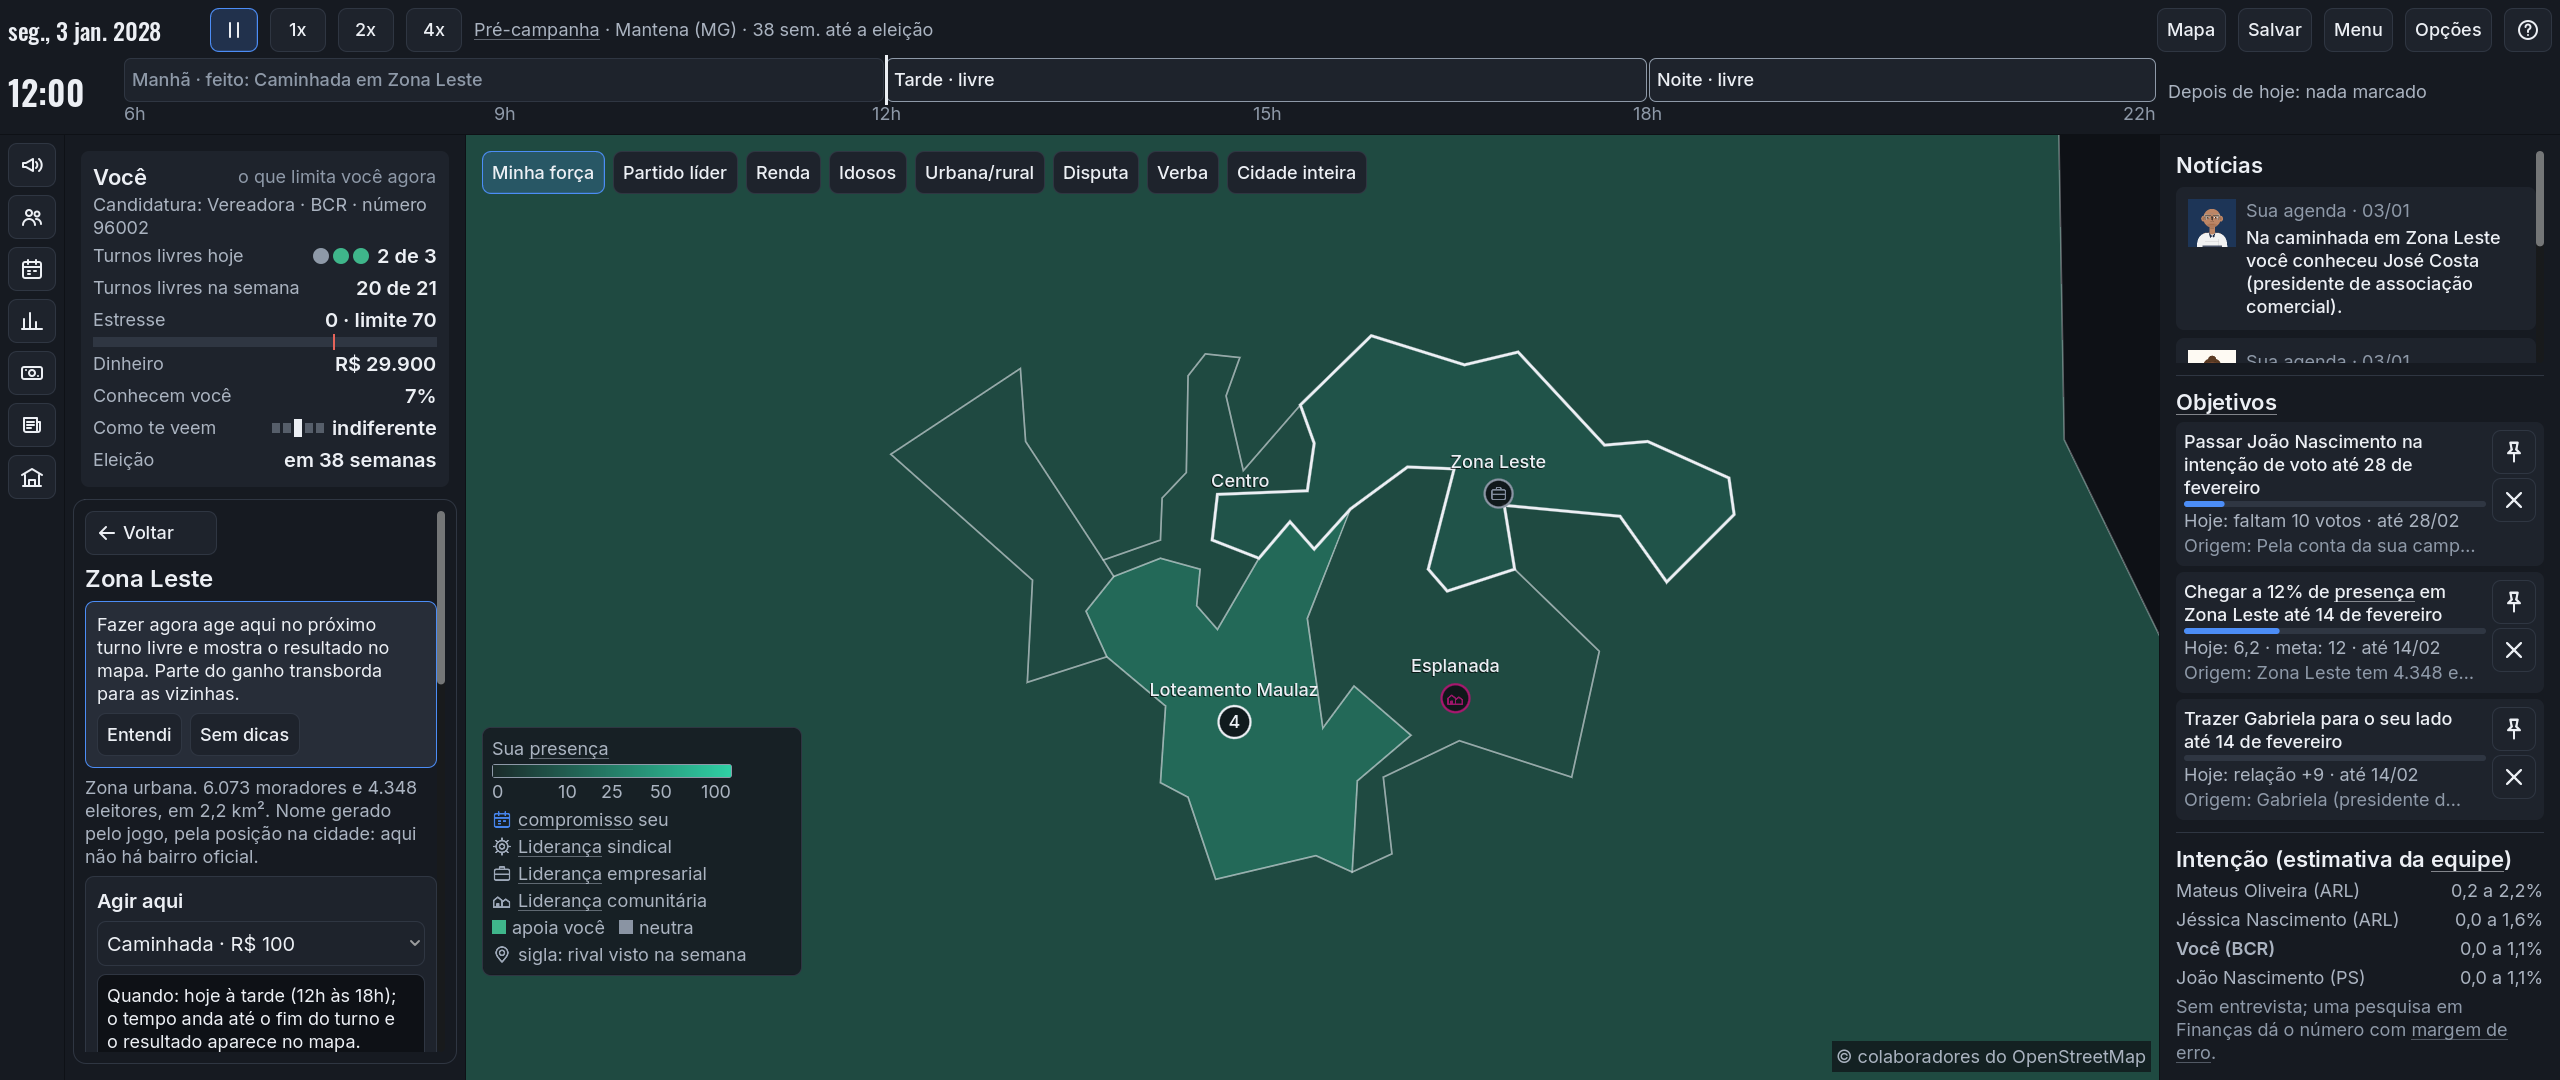 seg., 3 jan. 2028
1x
2x
4x
Pré-campanha · Mantena (MG) · 38 sem. até a eleição
Mapa
Salvar
Menu
Opções
12:00
Manhã · feito: Caminhada em Zona Leste
Tarde · livre
Noite · livre
Depois de hoje: nada marcado
6h
9h
12h
15h
18h
22h
Você
o que limita você agora
Candidatura: Vereadora · BCR · número
96002
Turnos livres hoje
2 de 3
Turnos livres na semana
20 de 21
Estresse
0 · limite 70
Dinheiro
R$ 29.900
Conhecem você
7%
Como te veem
indiferente
Eleição
em 38 semanas
Voltar
Zona Leste
Fazer agora age aqui no próximo
turno livre e mostra o resultado no
mapa. Parte do ganho transborda
para as vizinhas.
Entendi
Sem dicas
Zona urbana. 6.073 moradores e 4.348
eleitores, em 2,2 km². Nome gerado
pelo jogo, pela posição na cidade: aqui
não há bairro oficial.
Agir aqui
Caminhada · R$ 100
Quando: hoje à tarde (12h às 18h);
o tempo anda até o fim do turno e
o resultado aparece no mapa.
Minha força
Partido líder
Renda
Idosos
Urbana/rural
Disputa
Verba
Cidade inteira
Centro
Zona Leste
Esplanada
Loteamento Maulaz
4
Sua presença
0
10
25
50
100
compromisso seu
Liderança sindical
Liderança empresarial
Liderança comunitária
apoia você
neutra
sigla: rival visto na semana
© colaboradores do OpenStreetMap
Notícias
Sua agenda · 03/01
Na caminhada em Zona Leste
você conheceu José Costa
(presidente de associação
comercial).
Sua agenda · 03/01
Objetivos
Passar João Nascimento na
intenção de voto até 28 de
fevereiro
Hoje: faltam 10 votos · até 28/02
Origem: Pela conta da sua camp...
Chegar a 12% de presença em
Zona Leste até 14 de fevereiro
Hoje: 6,2 · meta: 12 · até 14/02
Origem: Zona Leste tem 4.348 e...
Trazer Gabriela para o seu lado
até 14 de fevereiro
Hoje: relação +9 · até 14/02
Origem: Gabriela (presidente d...
Intenção (estimativa da equipe)
Mateus Oliveira (ARL)
0,2 a 2,2%
Jéssica Nascimento (ARL)
0,0 a 1,6%
Você (BCR)
0,0 a 1,1%
João Nascimento (PS)
0,0 a 1,1%
Sem entrevista; uma pesquisa em
Finanças dá o número com margem de
erro.